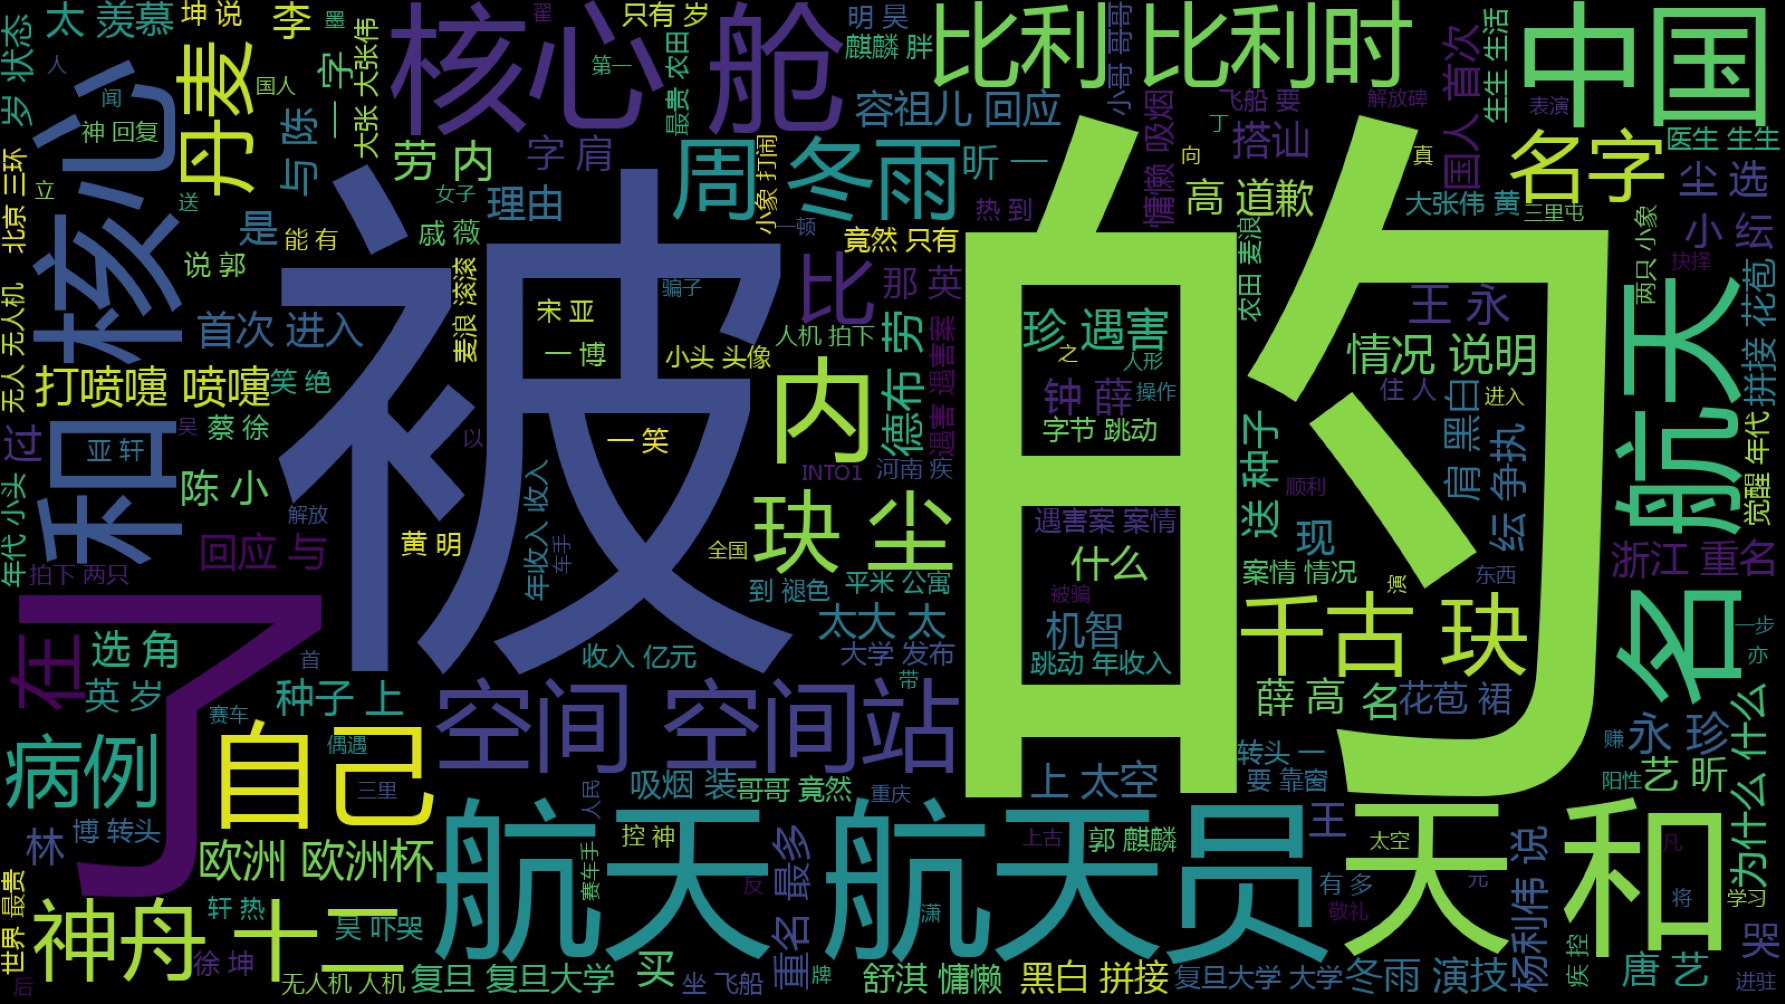 坤 说
李
墨
翟
只有 岁
明 昊
小哥 哥哥
太 羡慕
岁 状态
人
丹麦
国人
一 字
大张 大张伟
核心 舱
第一
最贵 农田
麒麟 胖
比利 比利时
中国
国人 首次
生生 生活
容祖儿 回应
慵懒 吸烟
飞船 要
解放碑
表演
闻
神 回复
核心
与 陈
劳 内
字 肩
周 冬雨
小象 打闹
昕 一
丁
搭讪
向
真
名字
医生 生生
北京 三环
立
送
女子
理由
热 到
高 道歉
大张伟 黄
三里屯
尘 选
是
能 有
戚 薇
一顿
竟然 只有
农田 麦浪
两只 小象
小 纭
抉择
说 郭
麦浪 滚滚
被
骗子
比
那 英
的
王 永
航天
拼接 花苞
无人 无人机
首次 进入
宋 亚
一 博
小头 头像
人机 拍下
德布 劳
遇害 遇害案
珍 遇害
之
人形
情况 说明
打喷嚏 喷嚏
笑 绝
内
钟 薛
操作
住 人
进入
肩 黑白
过
和
亚 轩
吴
蔡 徐
以
一 笑
字节 跳动
送 种子
纭 争执
觉醒 年代
年代 小头
陈 小
解放
年收入 收入
INTO1
河南 疾
顺利
回应 与
黄 明
车手
全国
玦 尘
遇害案 案情
什么
现
浙江 重名
拍下 两只
到 褪色
平米 公寓
被骗
案情 情况
演
东西
了
在
选 角
英 岁
首
收入 亿元
太大 太
大学 发布
机智
跳动 年收入
千古 玦
名
一步
亦
种子 上
带
薛 高
名
花苞 裙
为什么 什么
赛车
空间 空间站
病例
自己
偶遇
三里
转头 一
要 靠窗
赚
永 珍
阳性
艺 昕
吸烟 装
哥哥 竟然
重庆
上 太空
林
博 转头
人民
欧洲 欧洲杯
航天 航天员
控 神
赛车手
重名 最多
上古
郭 麒麟
王
天
太空
和
凡
杨利伟 说
世界 最贵
神舟 十二
轩 热
昊 吓哭
反
潇
有 多
敬礼
元
将
学习
徐 坤
后
无人机 人机
复旦 复旦大学
买
坐 飞船
牌
舒淇 慵懒
黑白 拼接
复旦大学 大学
冬雨 演技
疾 控
唐 艺
哭
进驻